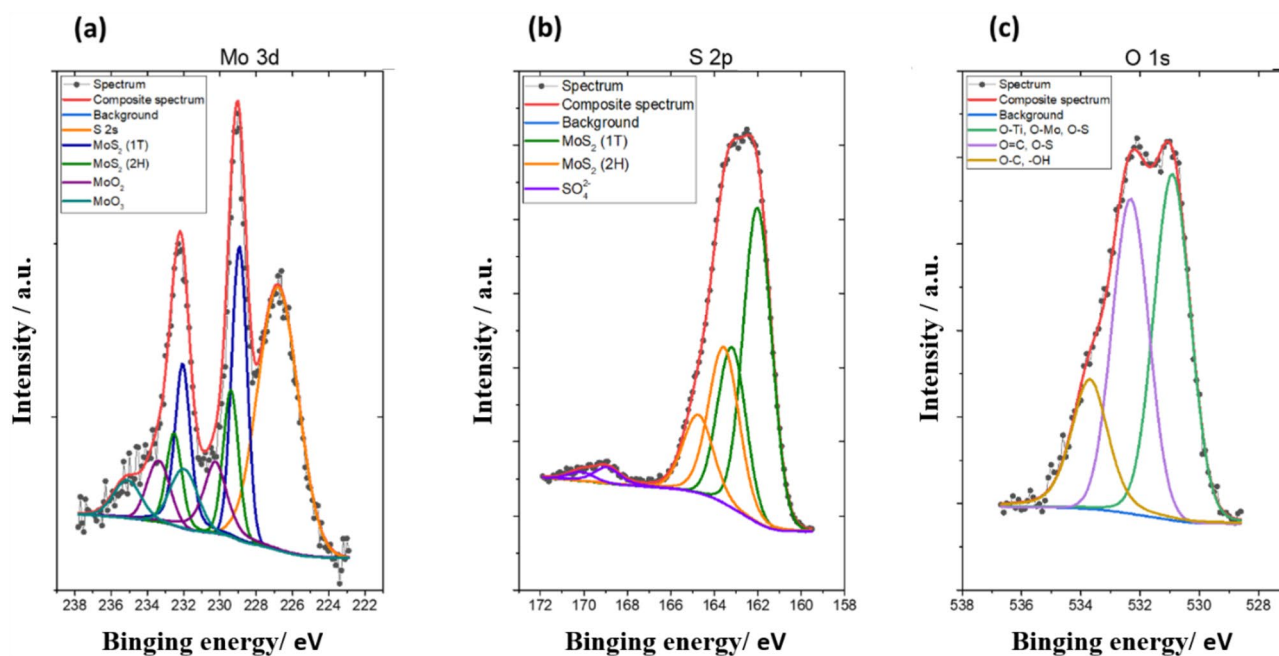 (a)
Mo 3d
Spectrum
Composite spectrum
Background
S 2s
MoS₂ (1T)
MoS₂ (2H)
MoO₂
MoO₃
Intensity / a.u.
238 236 234 232 230 228 226 224 222
Binging energy/ eV
(b)
S 2p
Spectrum
Composite spectrum
Background
MoS₂ (1T)
MoS₂ (2H)
SO₄²⁻
Intensity / a.u.
172 170 168 166 164 162 160 158
Binging energy/ eV
(c)
O 1s
Spectrum
Composite spectrum
Background
O-Ti, O-Mo, O-S
O=C, O-S
O-C, -OH
Intensity / a.u.
538 536 534 532 530 528
Binging energy/ eV